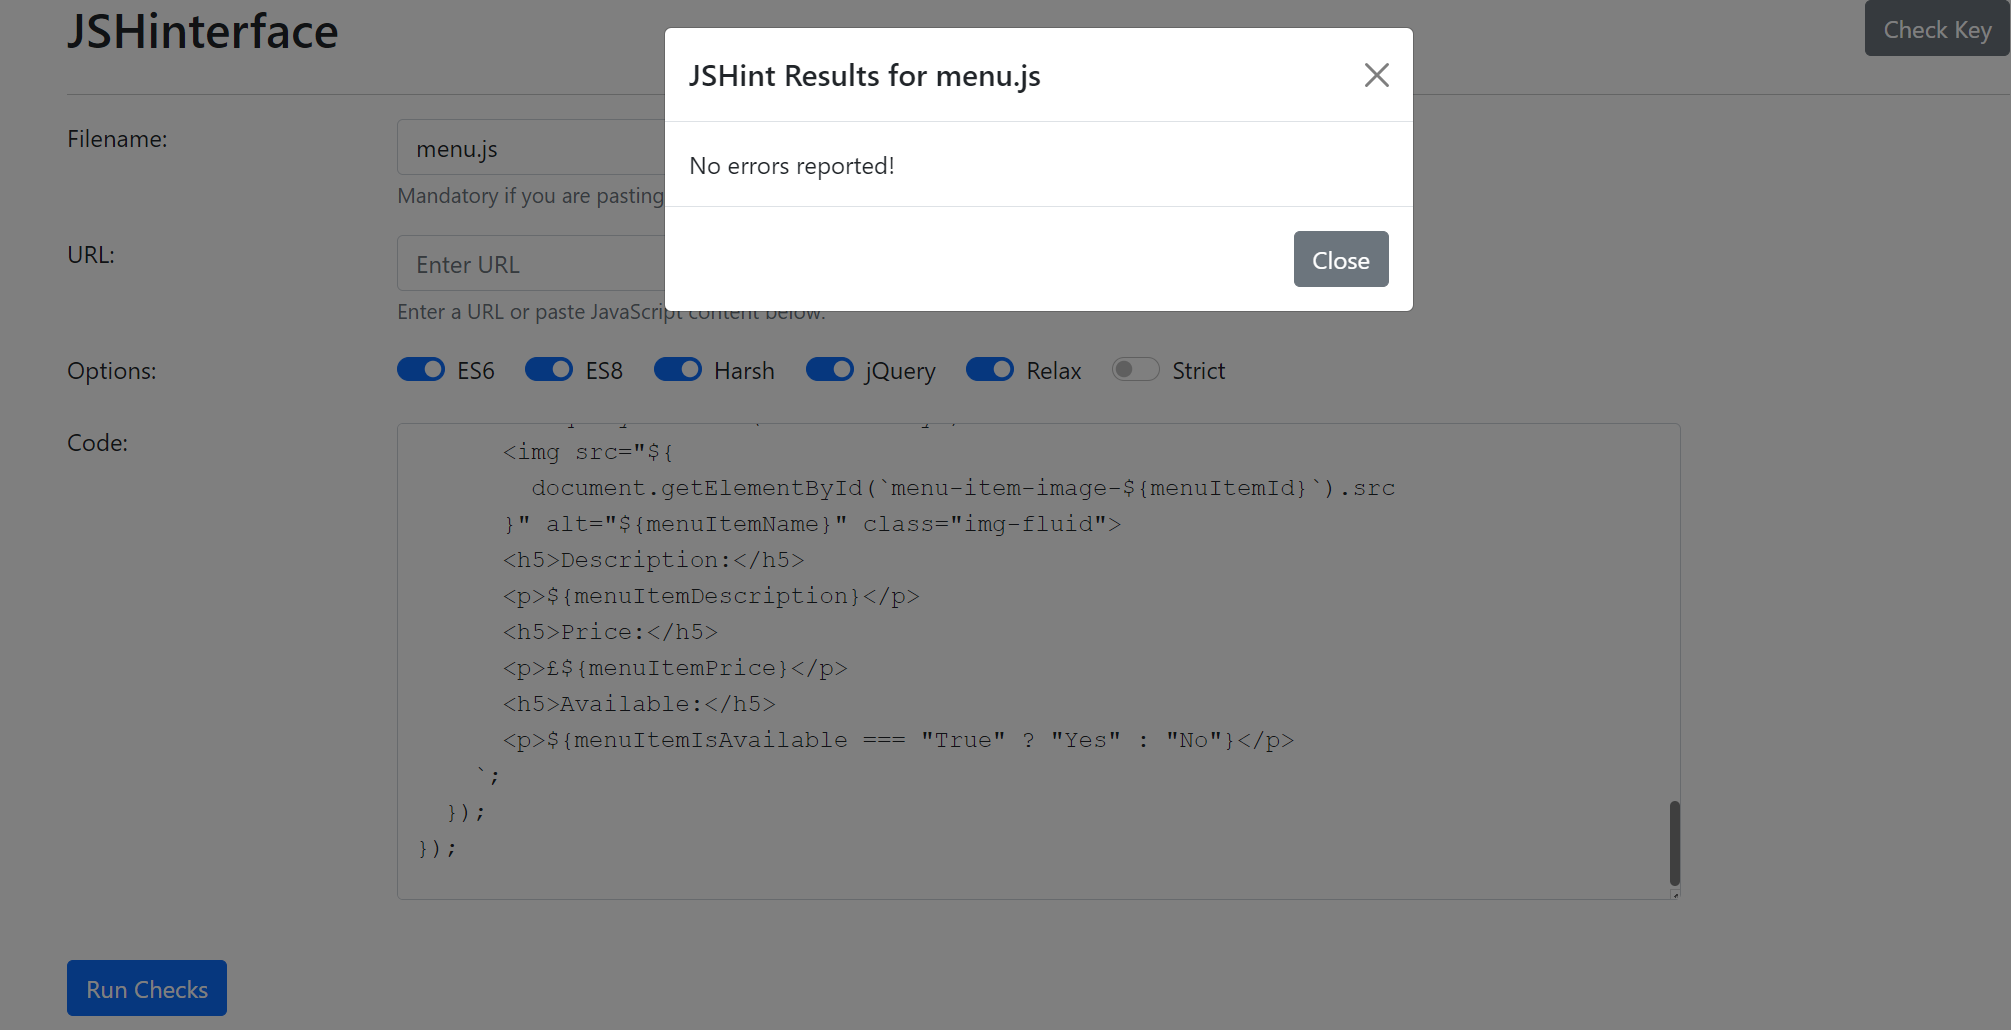 JSHinterface
Check Key
JSHint Results for menu.js
No errors reported!
Close
Filename:
menu.js
Mandatory if you are pasting
URL:
Enter URL
Enter a URL or paste JavaScript content below.
Options:
ES6 ES8 Harsh jQuery Relax Strict
Code:
<img src="${
document.getElementById(`menu-item-image-${menuItemId}`).src
}" alt="${menuItemName}" class="img-fluid">
<h5>Description:</h5>
<p>${menuItemDescription}</p>
<h5>Price:</h5>
<p>£${menuItemPrice}</p>
<h5>Available:</h5>
<p>${menuItemIsAvailable === "True" ? "Yes" : "No"}</p>
`;
});
});
Run Checks